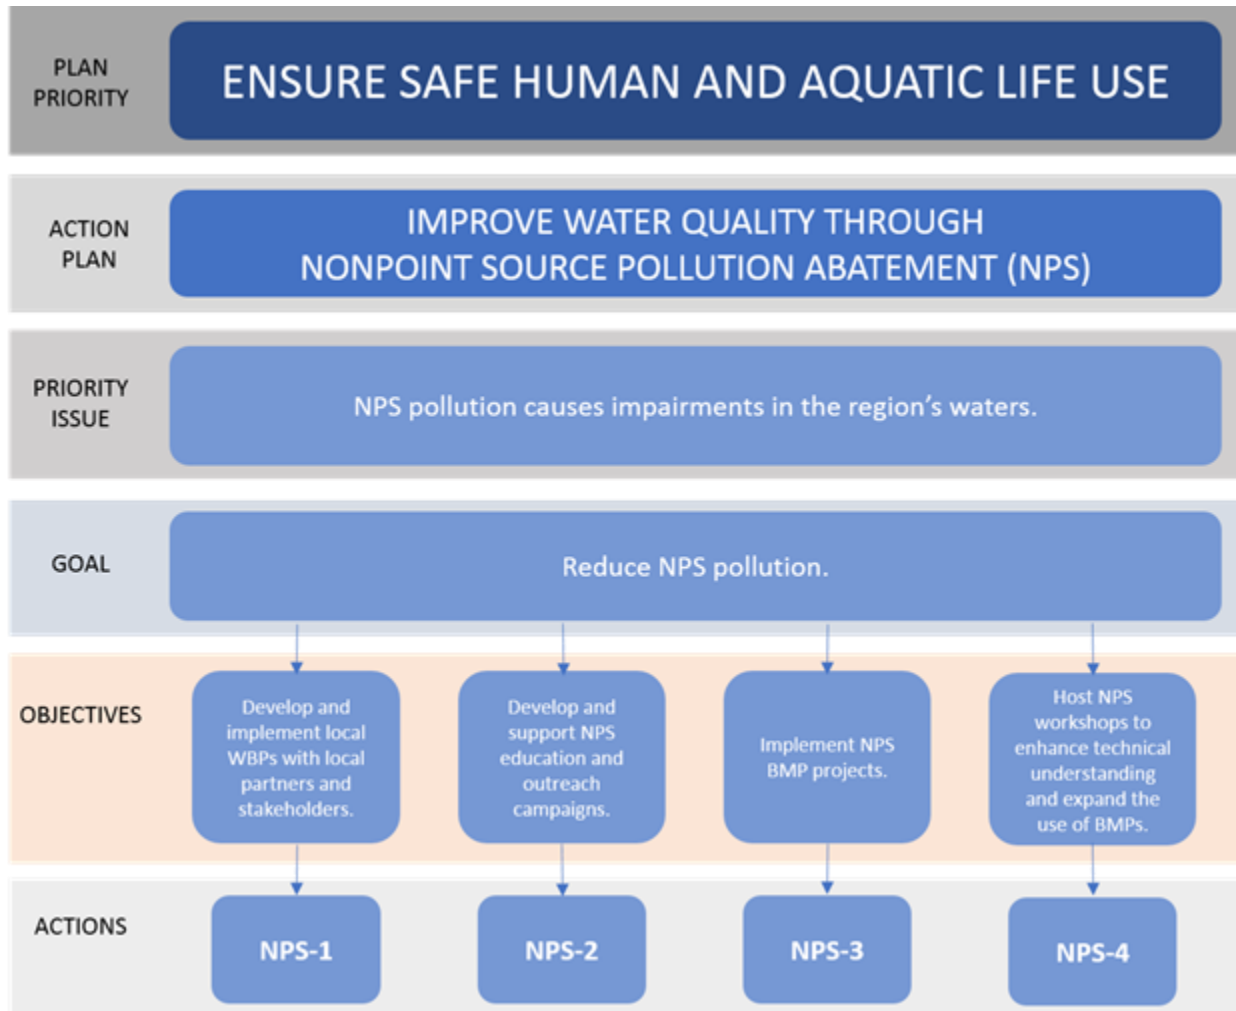 PLAN
PRIORITY
ENSURE SAFE HUMAN AND AQUATIC LIFE USE
ACTION
PLAN
IMPROVE WATER QUALITY THROUGH
NONPOINT SOURCE POLLUTION ABATEMENT (NPS)
PRIORITY
ISSUE
NPS pollution causes impairments in the region’s waters.
GOAL
Reduce NPS pollution.
OBJECTIVES
Develop and
implement local
WBPs with local
partners and
stakeholders.
Develop and
support NPS
education and
outreach
campaigns.
Implement NPS
BMP projects.
Host NPS
workshops to
enhance technical
understanding
and expand the
use of BMPs.
ACTIONS
NPS-1
NPS-2
NPS-3
NPS-4